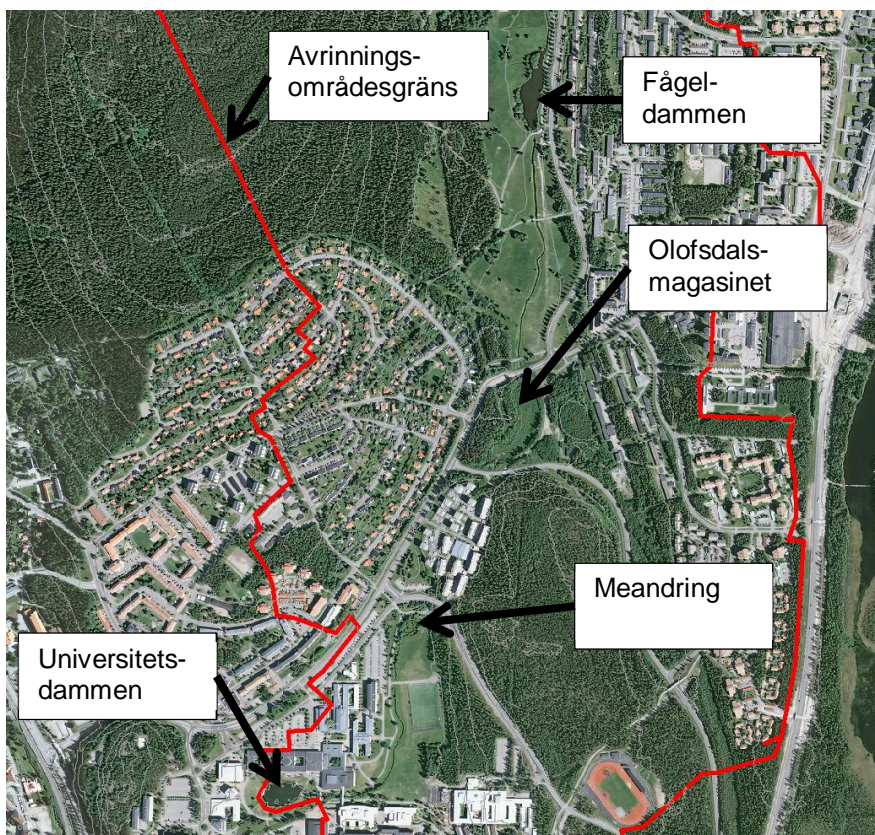 Avrinnings-
områdesgräns
Fågel-
dammen
Olofsdals-
magasinet
Meandring
Universitets-
dammen